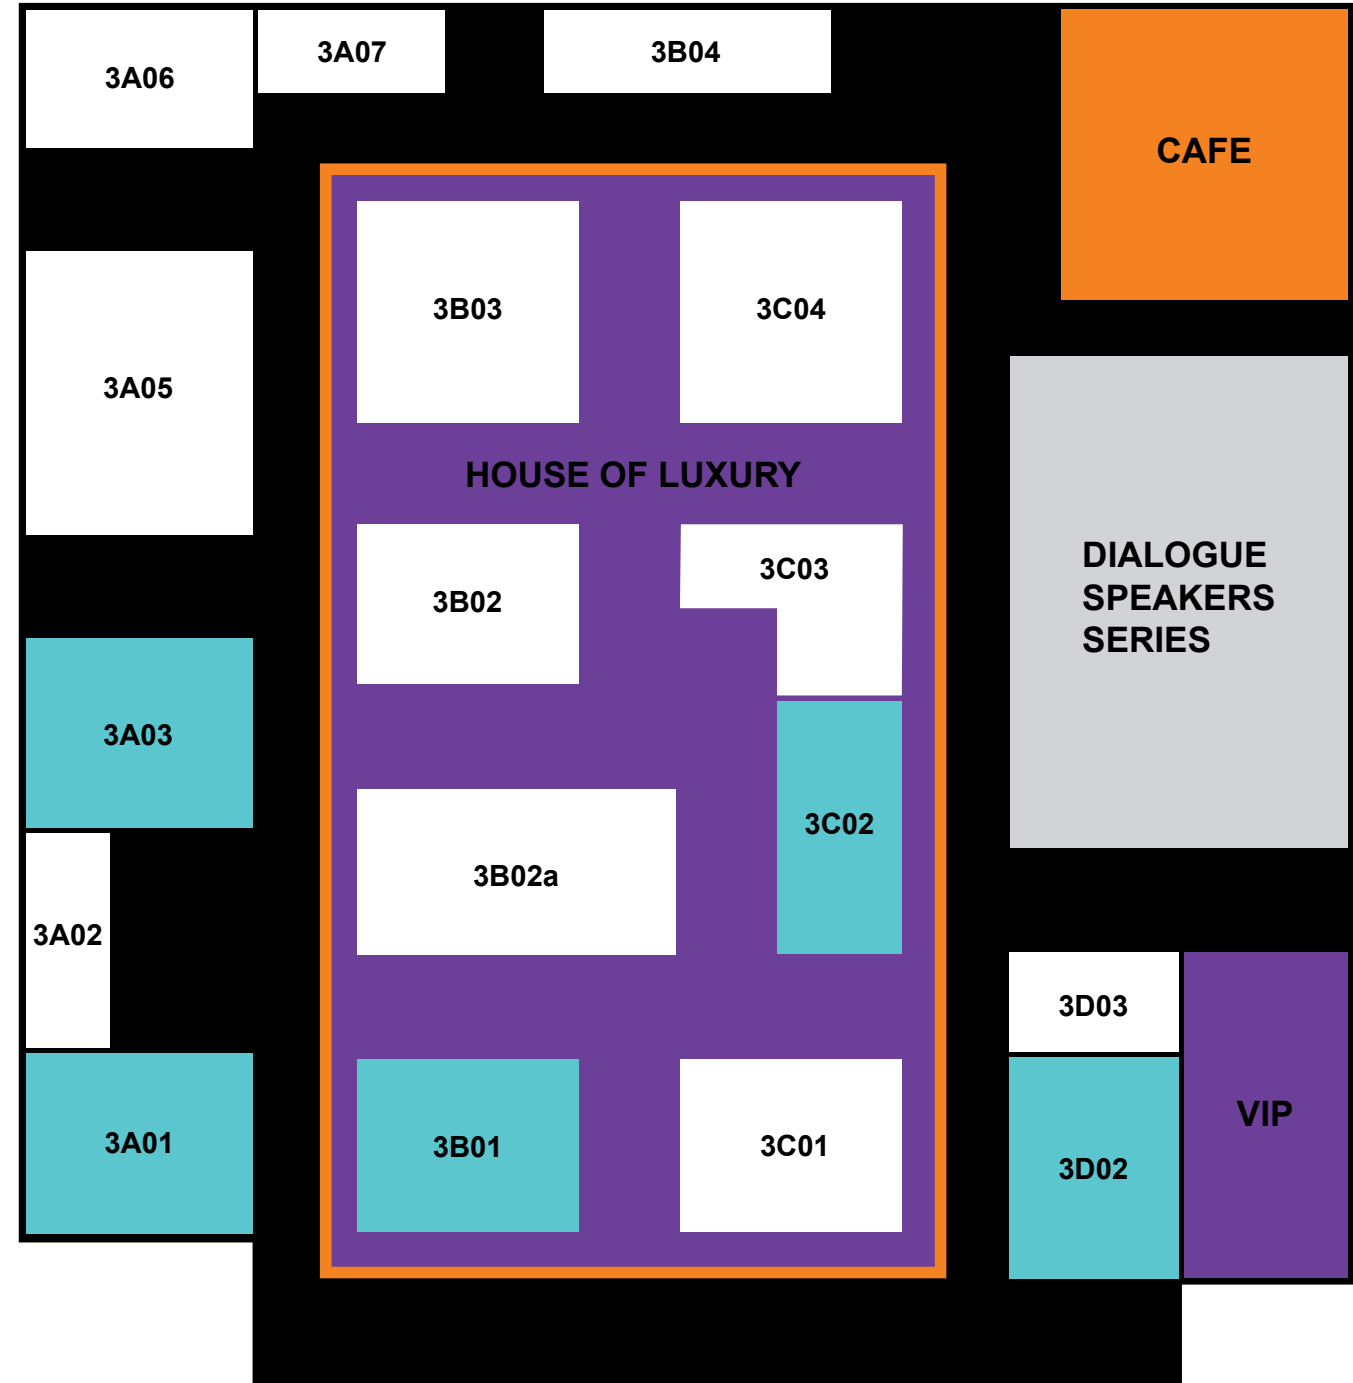 3A06
3A07
3B04
CAFE
3B03
3C04
3A05
HOUSE OF LUXURY
3B02
3C03
DIALOGUE
SPEAKERS
SERIES
3A03
3C02
3B02a
3A02
3D03
VIP
3A01
3B01
3C01
3D02